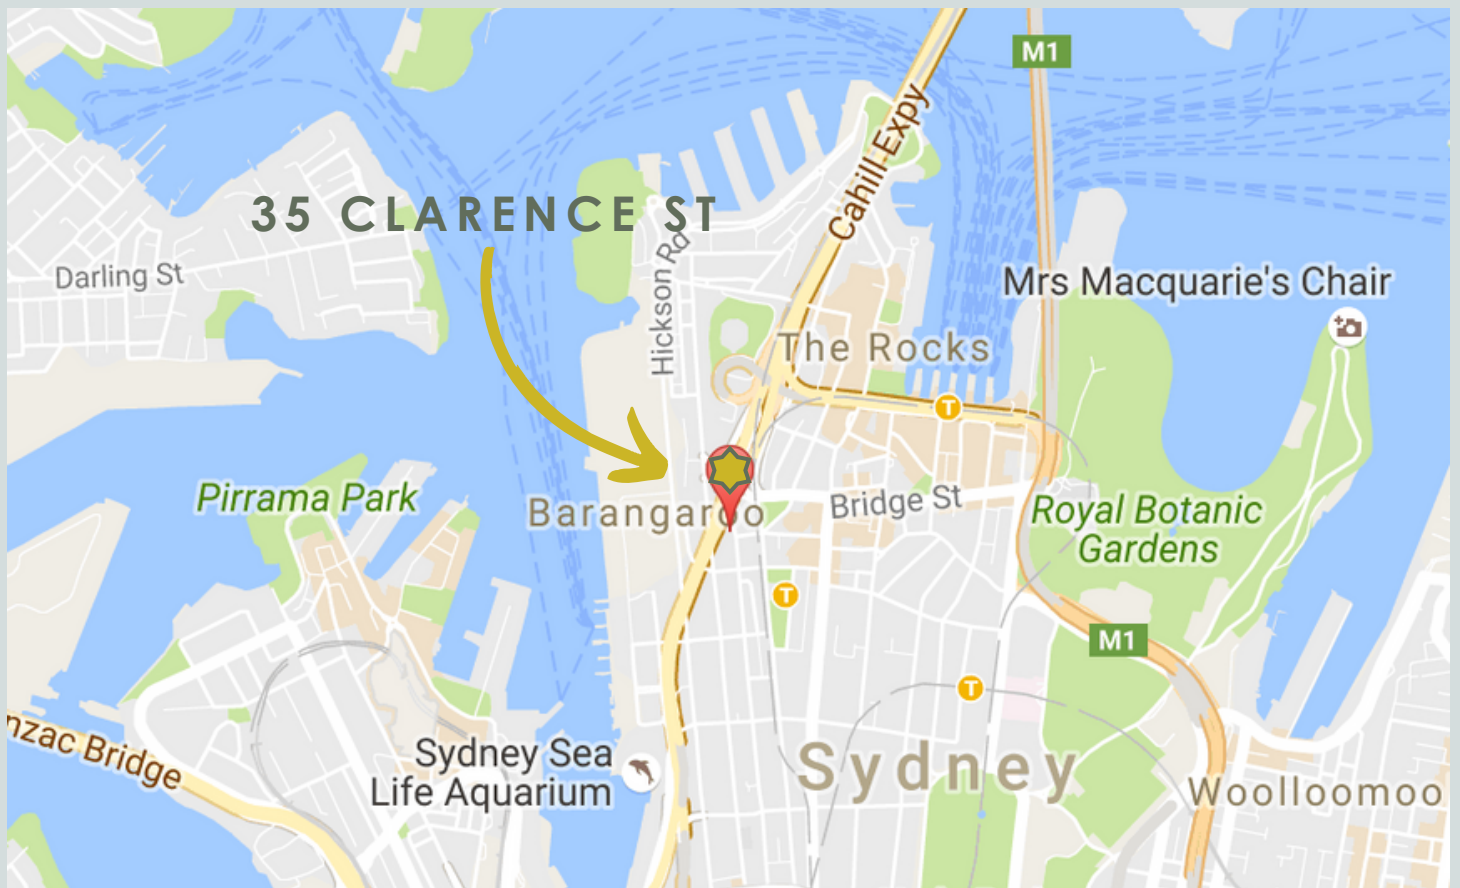 M1
Cahill Expy
35 CLARENCE ST
Darling St
Hickson Rd
Mrs Macquarie's Chair
The Rocks
T
Pirrama Park
Barangaroo
Bridge St
Royal Botanic
Gardens
T
M1
T
nzac Bridge
Sydney Sea
Life Aquarium
Sydney
Woolloomoo